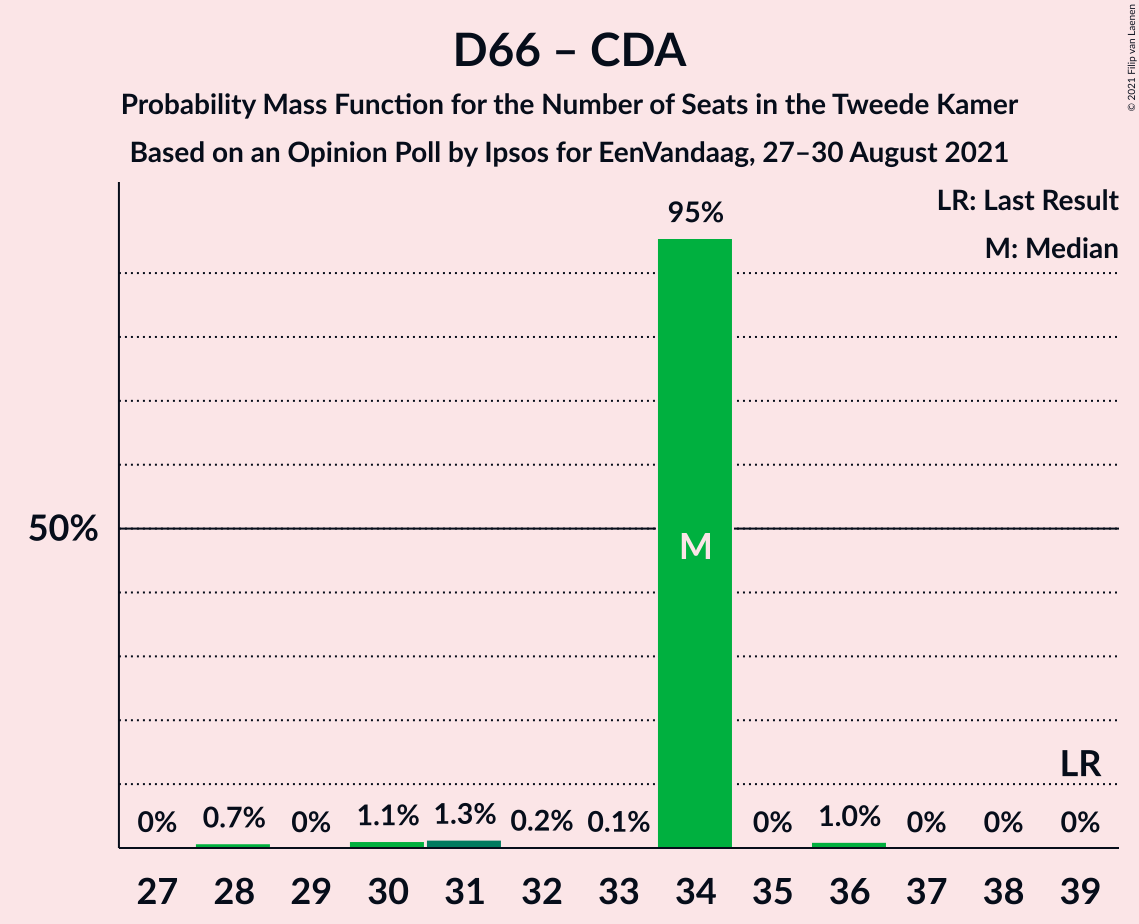 D66 – CDA
Probability Mass Function for the Number of Seats in the Tweede Kamer
Based on an Opinion Poll by Ipsos for EenVandaag, 27–30 August 2021
© 2021 Filip van Laenen
LR: Last Result
M: Median
95%
50%
M
LR
0% 0.7% 0% 1.1% 1.3% 0.2% 0.1% 0% 1.0% 0% 0% 0%
27 28 29 30 31 32 33 34 35 36 37 38 39